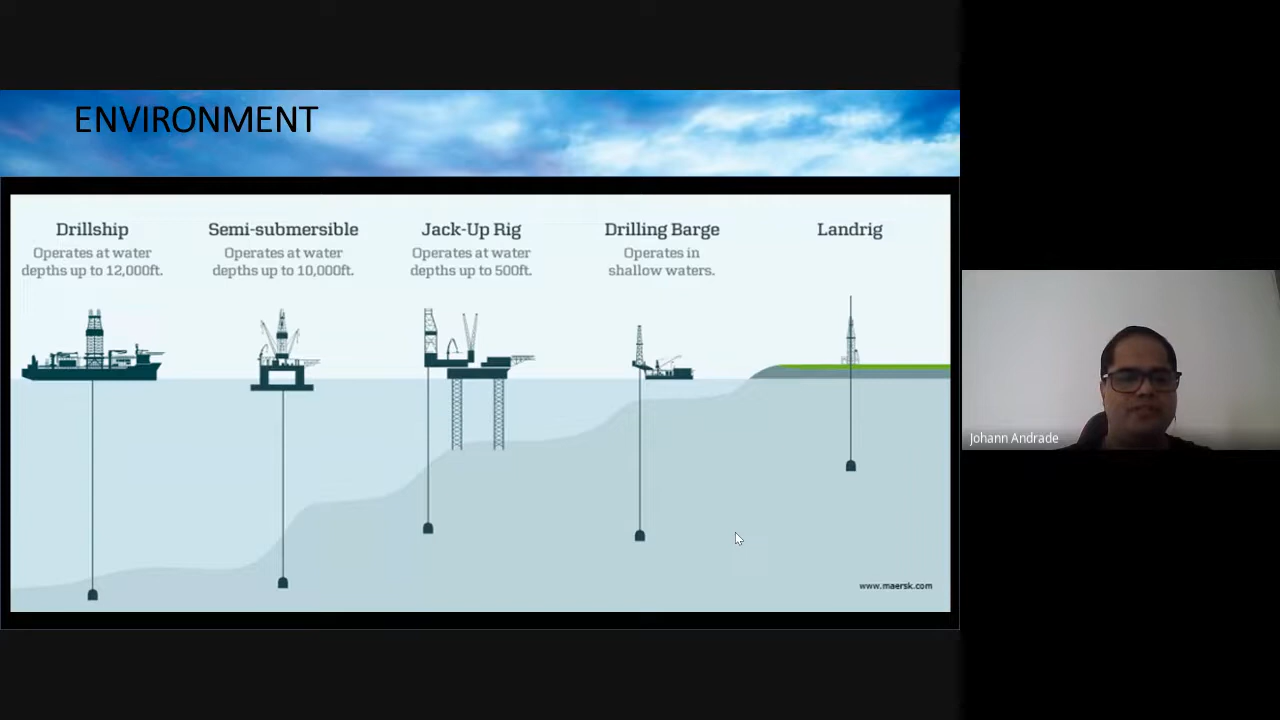 ENVIRONMENT
Drillship
Operates at water
depths up to 12,000ft.
Semi-submersible
Operates at water
depths up to 10,000ft.
Jack-Up Rig
Operates at water
depths up to 500ft.
Drilling Barge
Operates in
shallow waters.
Landrig
www.maersk.com
Johann Andrade